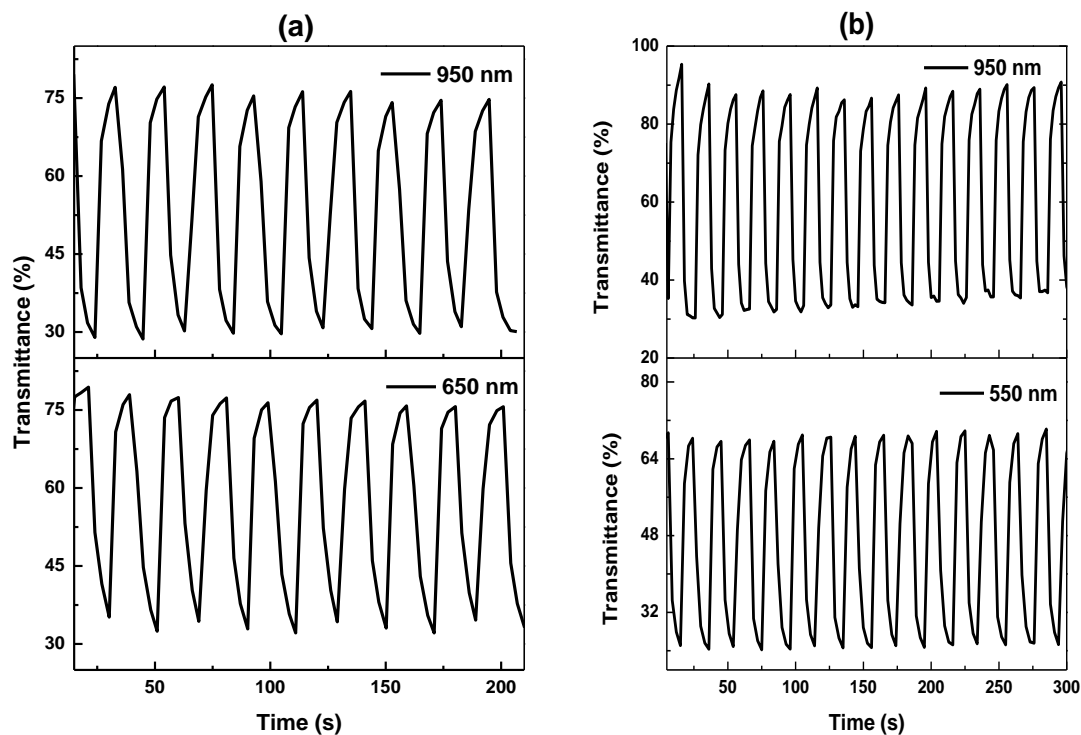 (a)
950 nm
75
60
45
30
650 nm
75
60
45
30
Transmittance (%)
50 100 150 200
Time (s)
(b)
100
950 nm
80
60
40
20
Transmittance (%)
80
550 nm
64
48
32
Transmittance (%)
50 100 150 200 250 300
Time (s)